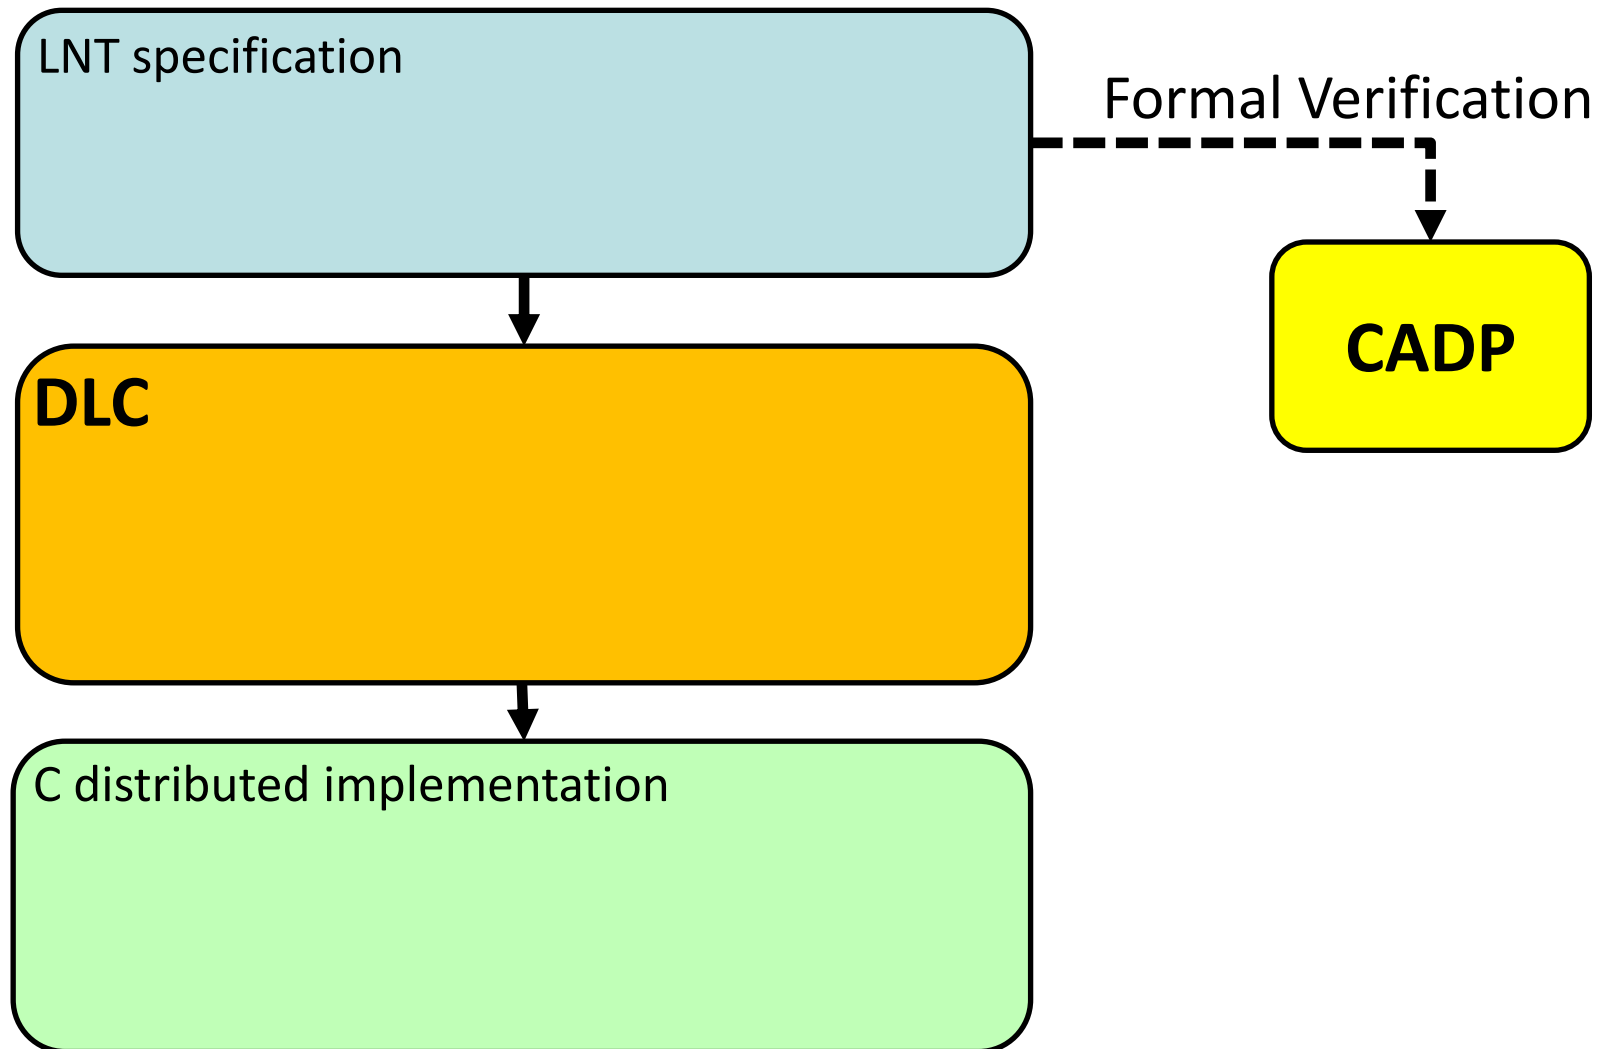 LNT specification
Formal Verification
CADP
DLC
C distributed implementation